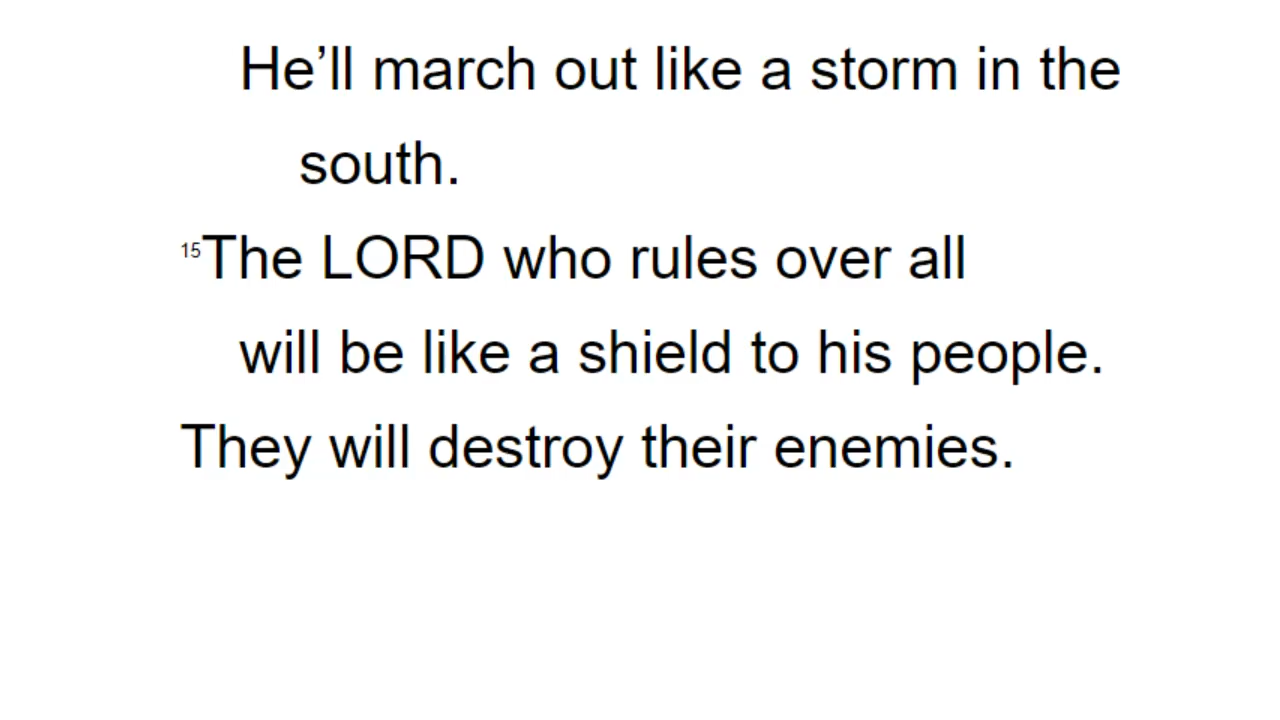 He’ll march out like a storm in the
south.
15The LORD who rules over all
will be like a shield to his people.
They will destroy their enemies.